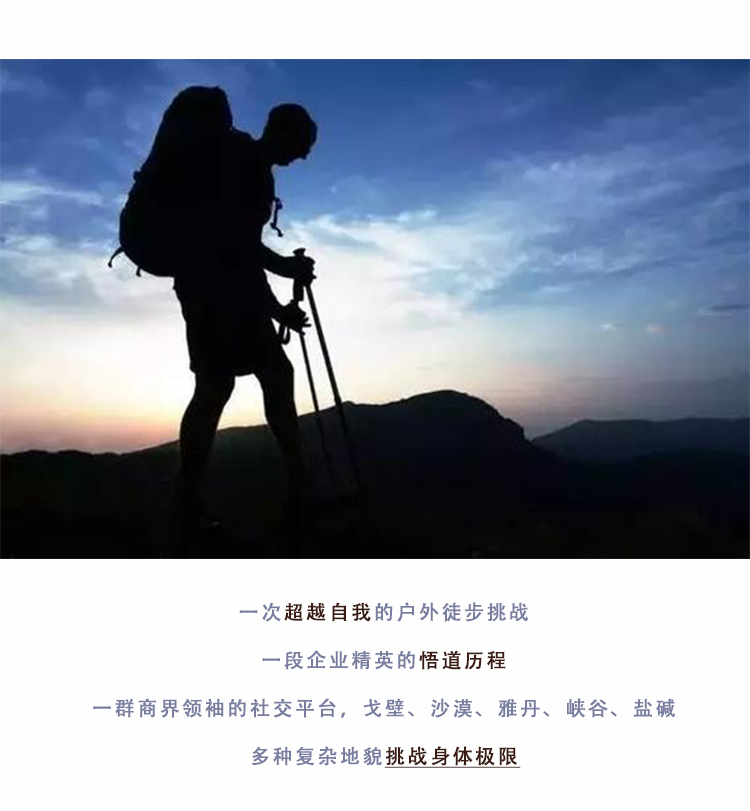 一次超越自我的户外徒步挑战
一段企业精英的悟道历程
一群商界领袖的社交平台，戈壁、沙漠、雅丹、峡谷、盐碱
多种复杂地貌挑战身体极限